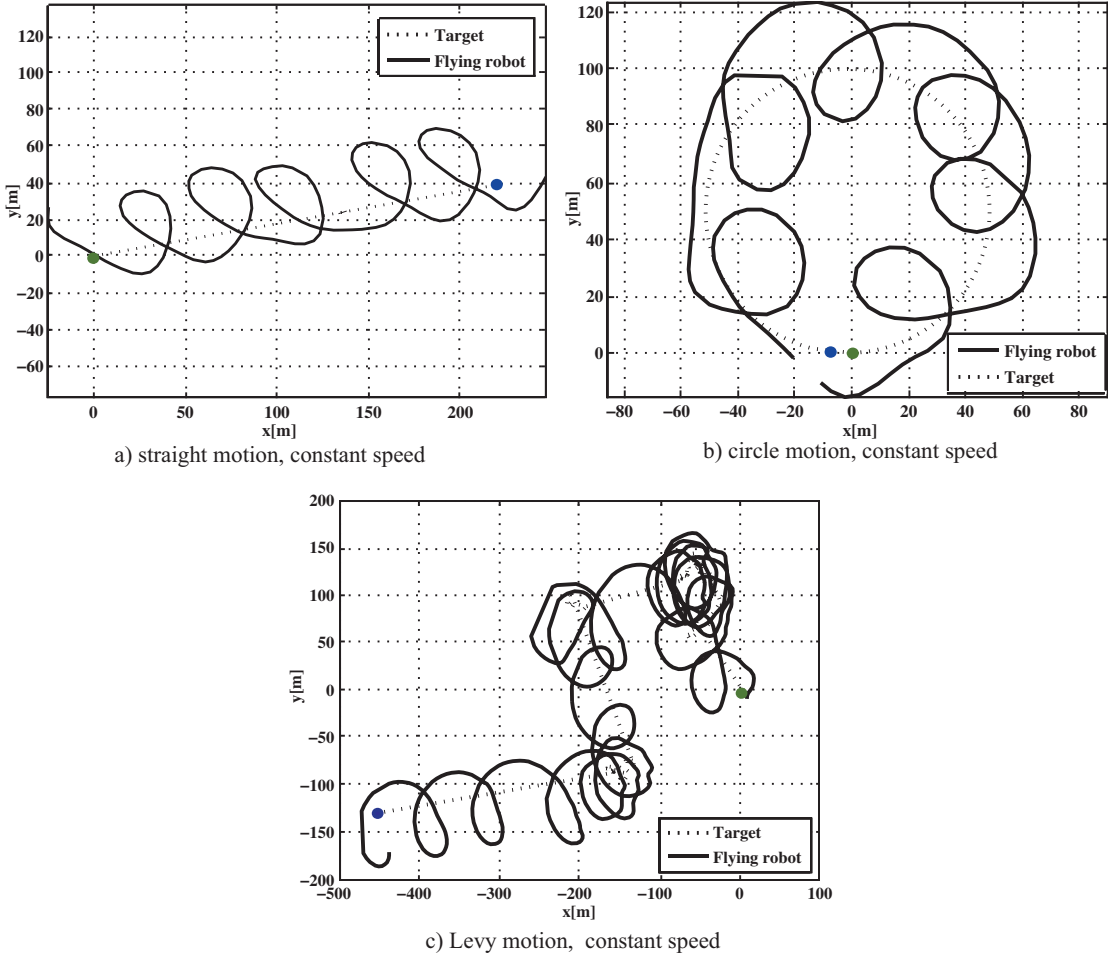 120
100
80
60
40
20
0
−20
−40
−60
y[m]
0 50 100 150 200
x[m]
Target
Flying robot
a) straight motion, constant speed
120
100
80
60
40
20
0
y[m]
−80 −60 −40 −20 0 20 40 60 80
x[m]
Flying robot
Target
b) circle motion, constant speed
200
150
100
50
0
−50
−100
−150
−200
y[m]
−500 −400 −300 −200 −100 0 100
x[m]
Target
Flying robot
c) Levy motion, constant speed